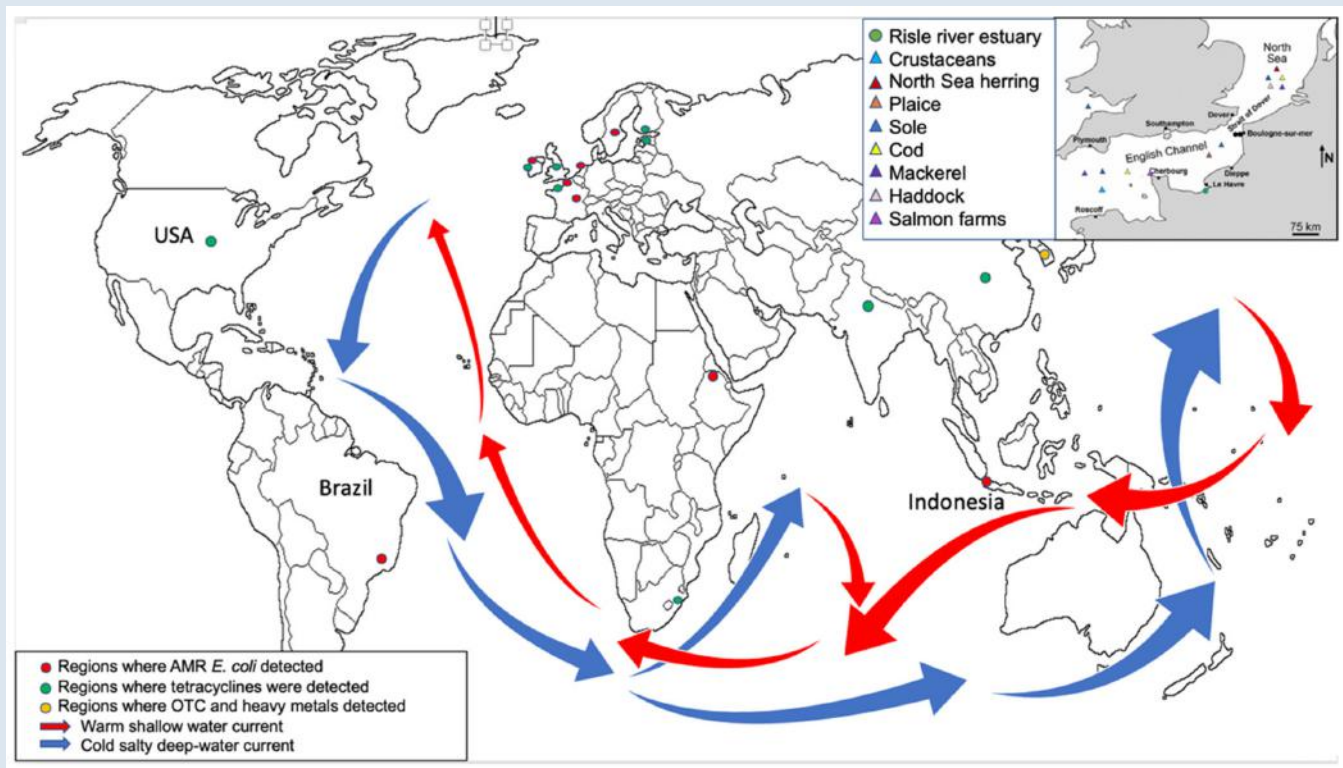 Risle river estuary
Crustaceans
North Sea herring
Plaice
Sole
Cod
Mackerel
Haddock
Salmon farms
North
Sea
Strait of Dover
Dover
Southampton
Plymouth
Boulogne-sur-mer
English Channel
Cherbourg
Dieppe
Le Havre
Roscoff
N
75 km
USA
Brazil
Indonesia
Regions where AMR E. coli detected
Regions where tetracyclines were detected
Regions where OTC and heavy metals detected
Warm shallow water current
Cold salty deep-water current